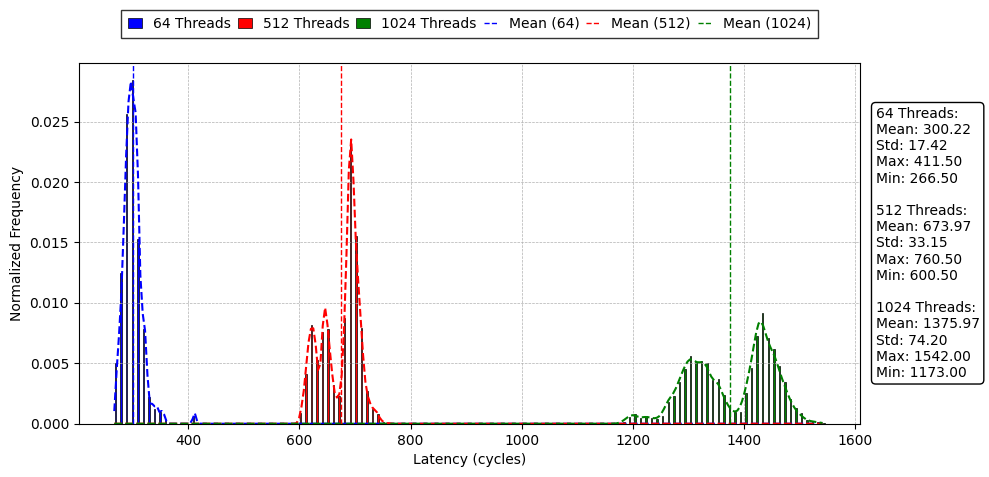 64 Threads 512 Threads 1024 Threads Mean (64) Mean (512) Mean (1024)
0.025
0.020
0.015
0.010
0.005
0.000
Normalized Frequency
400 600 800 1000 1200 1400 1600
Latency (cycles)
64 Threads:
Mean: 300.22
Std: 17.42
Max: 411.50
Min: 266.50
512 Threads:
Mean: 673.97
Std: 33.15
Max: 760.50
Min: 600.50
1024 Threads:
Mean: 1375.97
Std: 74.20
Max: 1542.00
Min: 1173.00